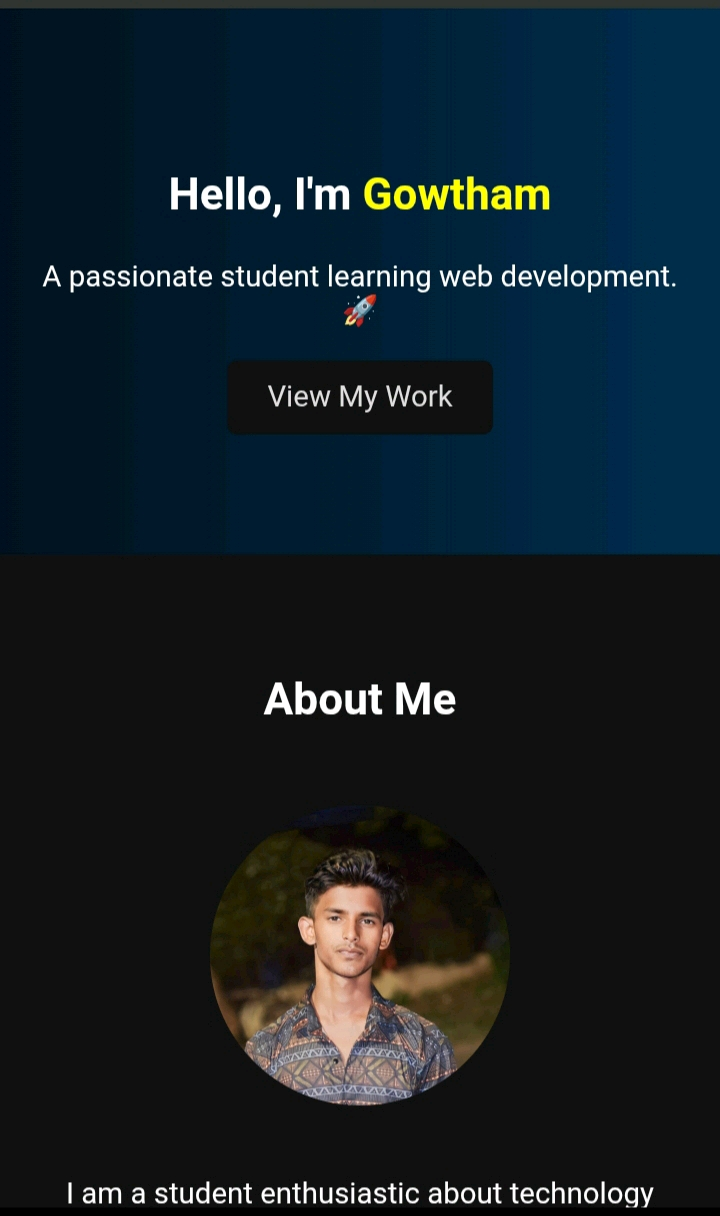 Hello, I'm Gowtham
A passionate student learning web development.
🚀
View My Work
About Me
I am a student enthusiastic about technology